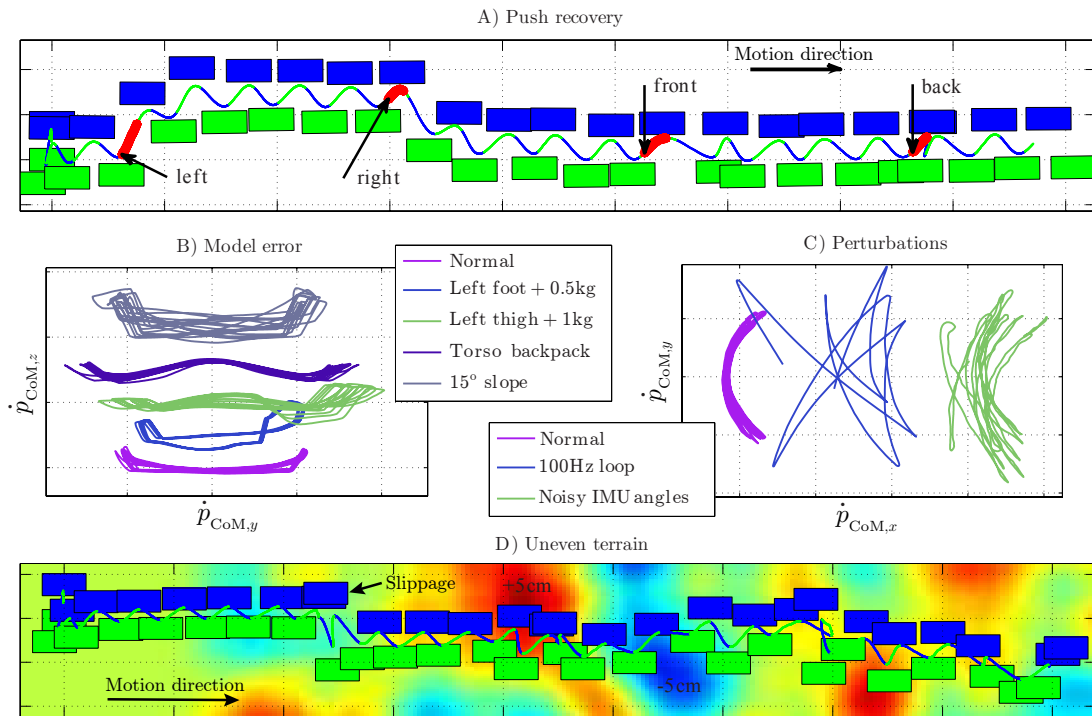 A) Push recovery
Motion direction
front
back
left
right
B) Model error
ṗCoM,z
ṗCoM,y
Normal
Left foot + 0.5kg
Left thigh + 1kg
Torso backpack
15° slope
C) Perturbations
ṗCoM,y
ṗCoM,x
Normal
100Hz loop
Noisy IMU angles
D) Uneven terrain
Slippage
+5cm
-5cm
Motion direction